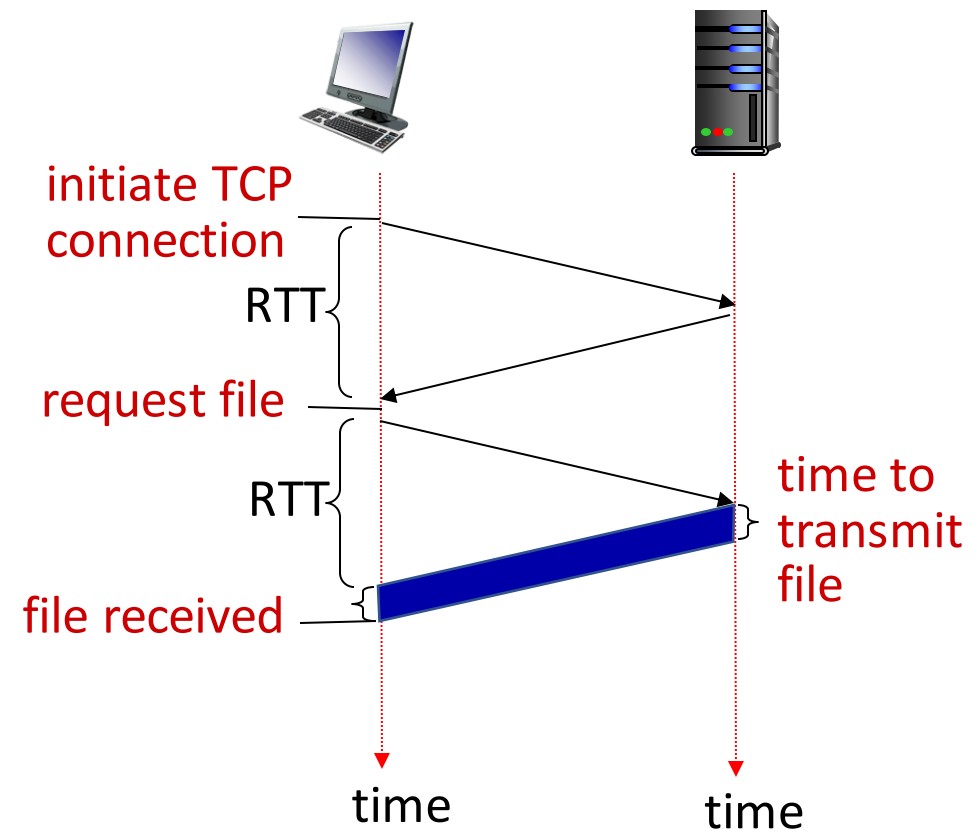 initiate TCP
connection
RTT
request file
RTT
time to
transmit
file
file received
time
time